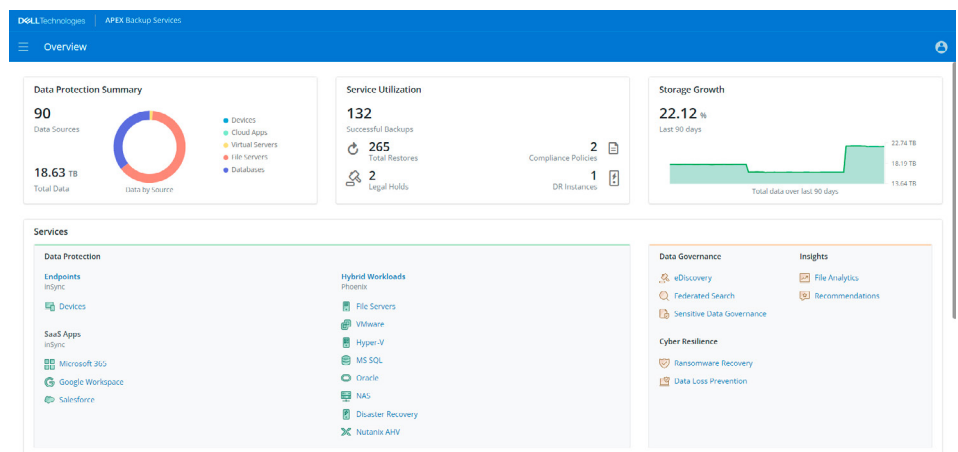 DELLTechnologies APEX Backup Services
Overview
Data Protection Summary
90
Data Sources
18.63 TB
Total Data
Data by Source
Devices
Cloud Apps
Virtual Servers
File Servers
Databases
Service Utilization
132
Successful Backups
265
Total Restores
2
Legal Holds
2
Compliance Policies
1
DR Instances
Storage Growth
22.12 %
Last 90 days
22.74 TB
18.19 TB
13.64 TB
Total data over last 90 days
Services
Data Protection
Endpoints
inSync
Devices
SaaS Apps
inSync
Microsoft 365
Google Workspace
Salesforce
Hybrid Workloads
Phoenix
File Servers
VMware
Hyper-V
MS SQL
Oracle
NAS
Disaster Recovery
Nutanix AHV
Data Governance
eDiscovery
Federated Search
Sensitive Data Governance
Cyber Resilience
Ransomware Recovery
Data Loss Prevention
Insights
File Analytics
Recommendations